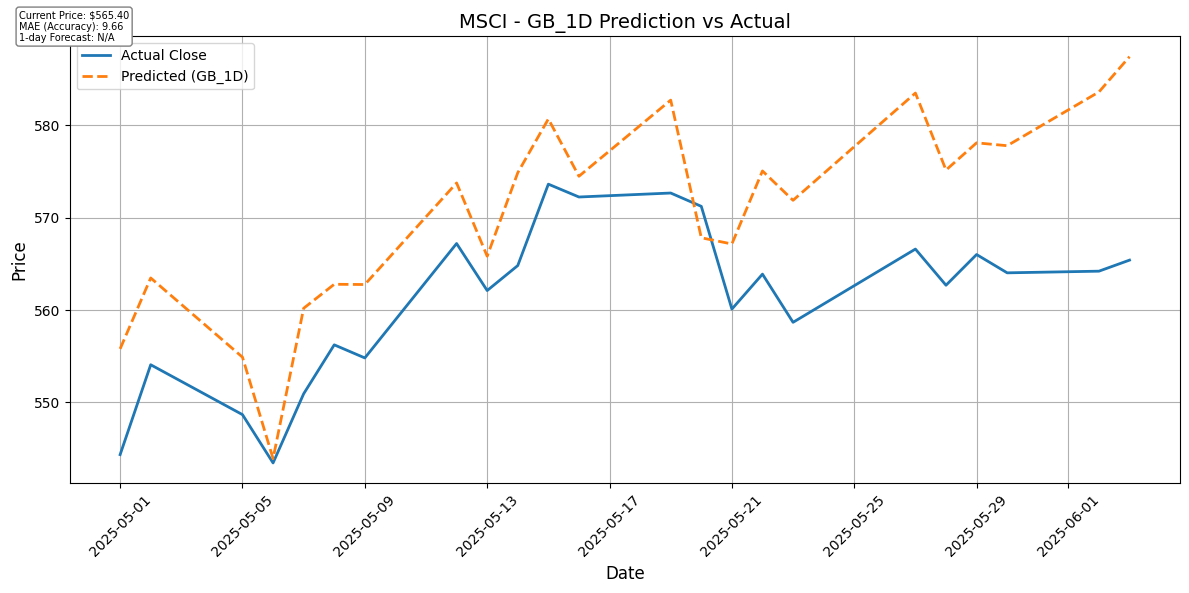 MSCI - GB_1D Prediction vs Actual
Current Price: $565.40
MAE (Accuracy): 9.66
1-day Forecast: N/A
Actual Close
Predicted (GB_1D)
Price
580
570
560
550
2025-05-01
2025-05-05
2025-05-09
2025-05-13
2025-05-17
2025-05-21
2025-05-25
2025-05-29
2025-06-01
Date